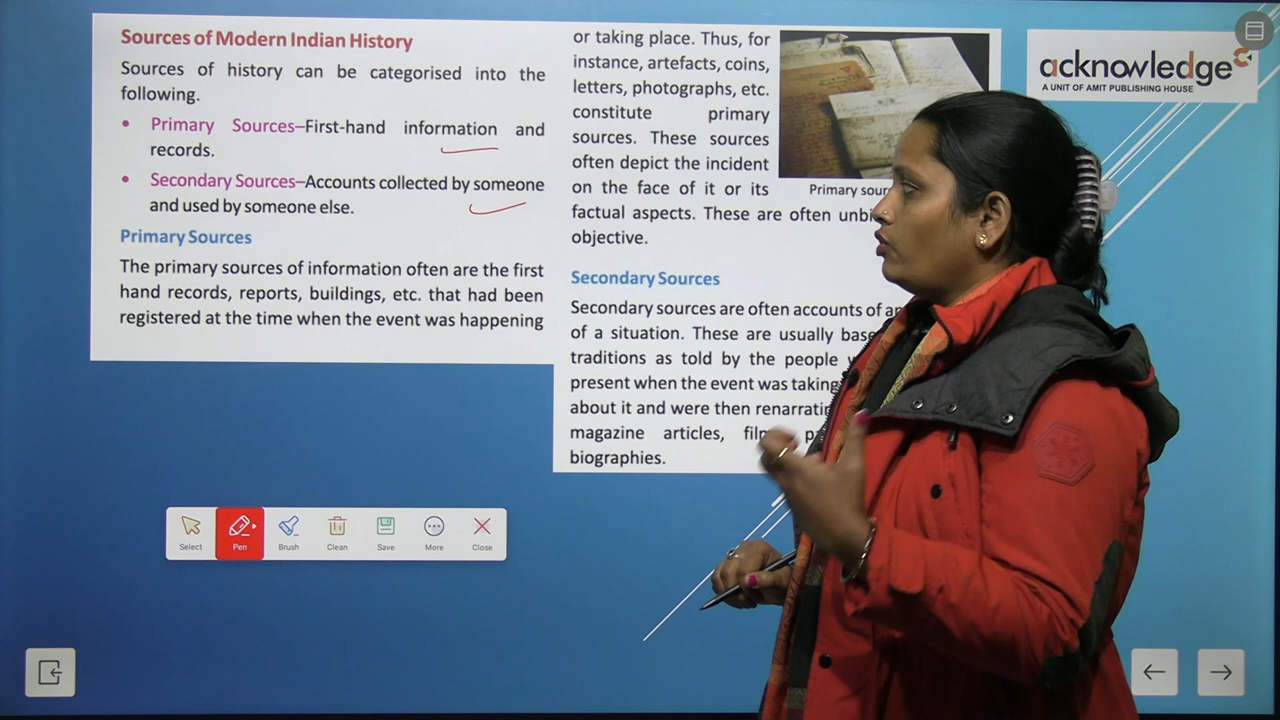 Sources of Modern Indian History
Sources of history can be categorised into the
following.
• Primary Sources–First-hand information and
records.
• Secondary Sources–Accounts collected by someone
and used by someone else.
Primary Sources
The primary sources of information often are the first
hand records, reports, buildings, etc. that had been
registered at the time when the event was happening
or taking place. Thus, for
instance, artefacts, coins,
letters, photographs, etc.
constitute primary
sources. These sources
often depict the incident
on the face of it or its
factual aspects. These are often
objective.
Primary
Secondary Sources
Secondary sources are often accounts of
of a situation. These are usually
traditions as told by the people
present when the event was taking
about it and were then
magazine articles,
biographies.
acknowledge
A UNIT OF AMIT PUBLISHING HOUSE
Select
Pen
Brush
Clean
Save
More
Close